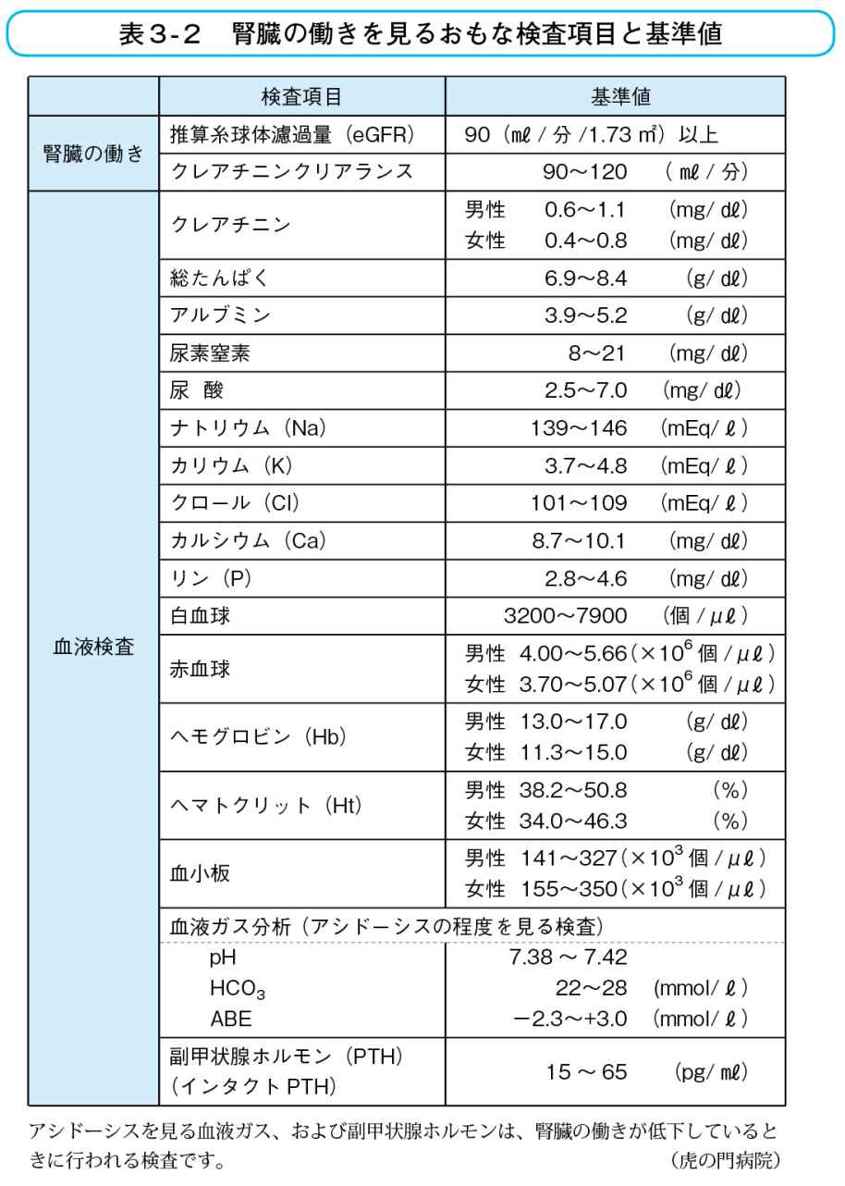 表3-2 腎臓の働きを見るおもな検査項目と基準値
検査項目 基準値
腎臓の働き
推算糸球体濾過量(eGFR) 90(㎖/分/1.73㎡)以上
クレアチニンクリアランス 90〜120 (㎖/分)
血液検査
クレアチニン
男性 0.6〜1.1 (mg/㎗)
女性 0.4〜0.8 (mg/㎗)
総たんぱく 6.9〜8.4 (g/㎗)
アルブミン 3.9〜5.2 (g/㎗)
尿素窒素 8〜21 (mg/㎗)
尿 酸 2.5〜7.0 (mg/㎗)
ナトリウム(Na) 139〜146 (mEq/ℓ)
カリウム(K) 3.7〜4.8 (mEq/ℓ)
クロール(Cl) 101〜109 (mEq/ℓ)
カルシウム(Ca) 8.7〜10.1 (mg/㎗)
リン(P) 2.8〜4.6 (mg/㎗)
白血球 3200〜7900 (個/μℓ)
赤血球
男性 4.00〜5.66(×10⁶個/μℓ)
女性 3.70〜5.07(×10⁶個/μℓ)
ヘモグロビン(Hb)
男性 13.0〜17.0 (g/㎗)
女性 11.3〜15.0 (g/㎗)
ヘマトクリット(Ht)
男性 38.2〜50.8 (%)
女性 34.0〜46.3 (%)
血小板
男性 141〜327(×10³個/μℓ)
女性 155〜350(×10³個/μℓ)
血液ガス分析(アシドーシスの程度を見る検査)
pH 7.38 〜 7.42
HCO₃ 22〜28 (mmol/ℓ)
ABE −2.3〜+3.0 (mmol/ℓ)
副甲状腺ホルモン(PTH)
(インタクトPTH) 15 〜 65 (pg/㎖)
アシドーシスを見る血液ガス、および副甲状腺ホルモンは、腎臓の働きが低下していると
きに行われる検査です。 (虎の門病院)